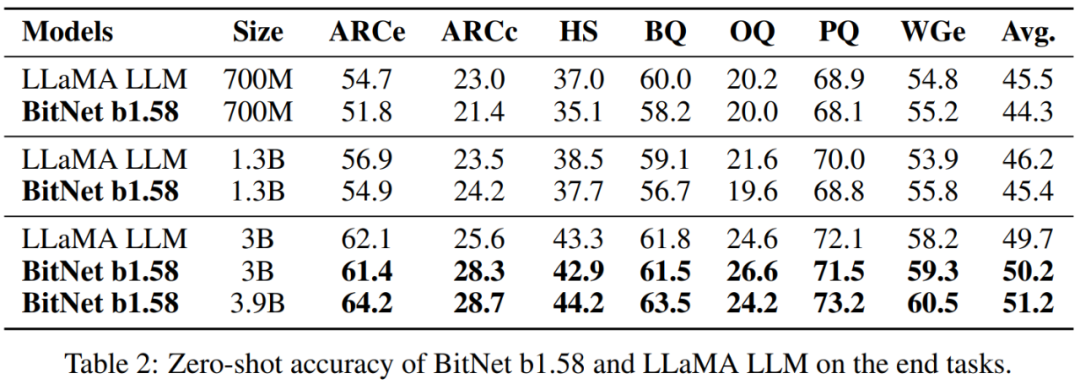 Models Size ARCe ARCc HS BQ OQ PQ WGe Avg.
LLaMA LLM 700M 54.7 23.0 37.0 60.0 20.2 68.9 54.8 45.5
BitNet b1.58 700M 51.8 21.4 35.1 58.2 20.0 68.1 55.2 44.3
LLaMA LLM 1.3B 56.9 23.5 38.5 59.1 21.6 70.0 53.9 46.2
BitNet b1.58 1.3B 54.9 24.2 37.7 56.7 19.6 68.8 55.8 45.4
LLaMA LLM 3B 62.1 25.6 43.3 61.8 24.6 72.1 58.2 49.7
BitNet b1.58 3B 61.4 28.3 42.9 61.5 26.6 71.5 59.3 50.2
BitNet b1.58 3.9B 64.2 28.7 44.2 63.5 24.2 73.2 60.5 51.2
Table 2: Zero-shot accuracy of BitNet b1.58 and LLaMA LLM on the end tasks.